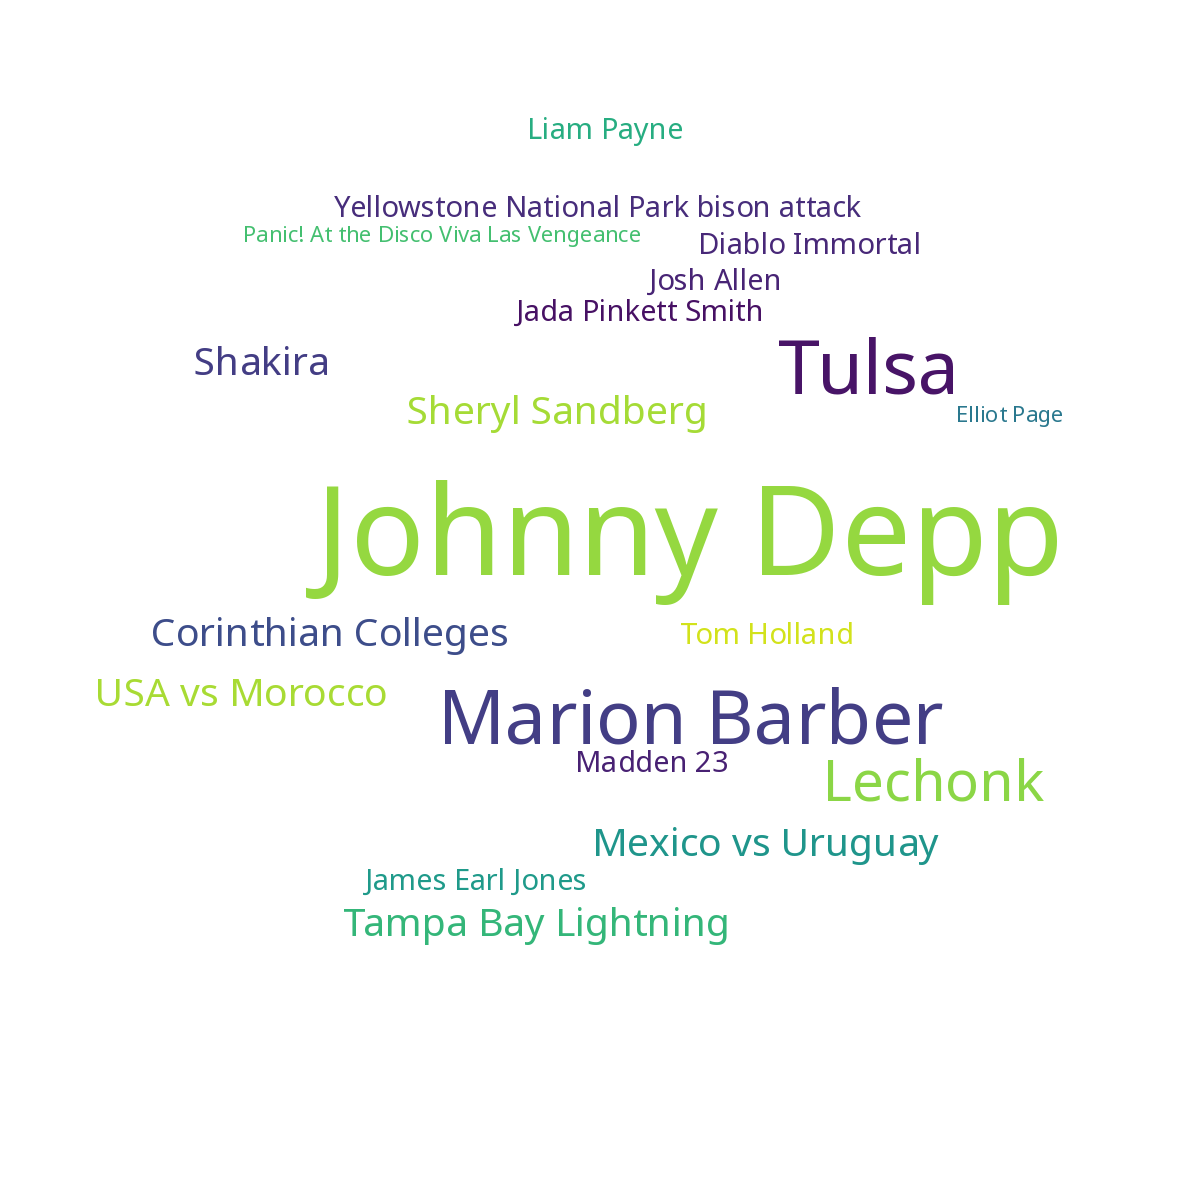 Liam Payne
Yellowstone National Park bison attack
Panic! At the Disco Viva Las Vengeance
Diablo Immortal
Josh Allen
Jada Pinkett Smith
Shakira
Tulsa
Sheryl Sandberg
Elliot Page
Johnny Depp
Corinthian Colleges
Tom Holland
USA vs Morocco
Marion Barber
Madden 23
Lechonk
Mexico vs Uruguay
James Earl Jones
Tampa Bay Lightning